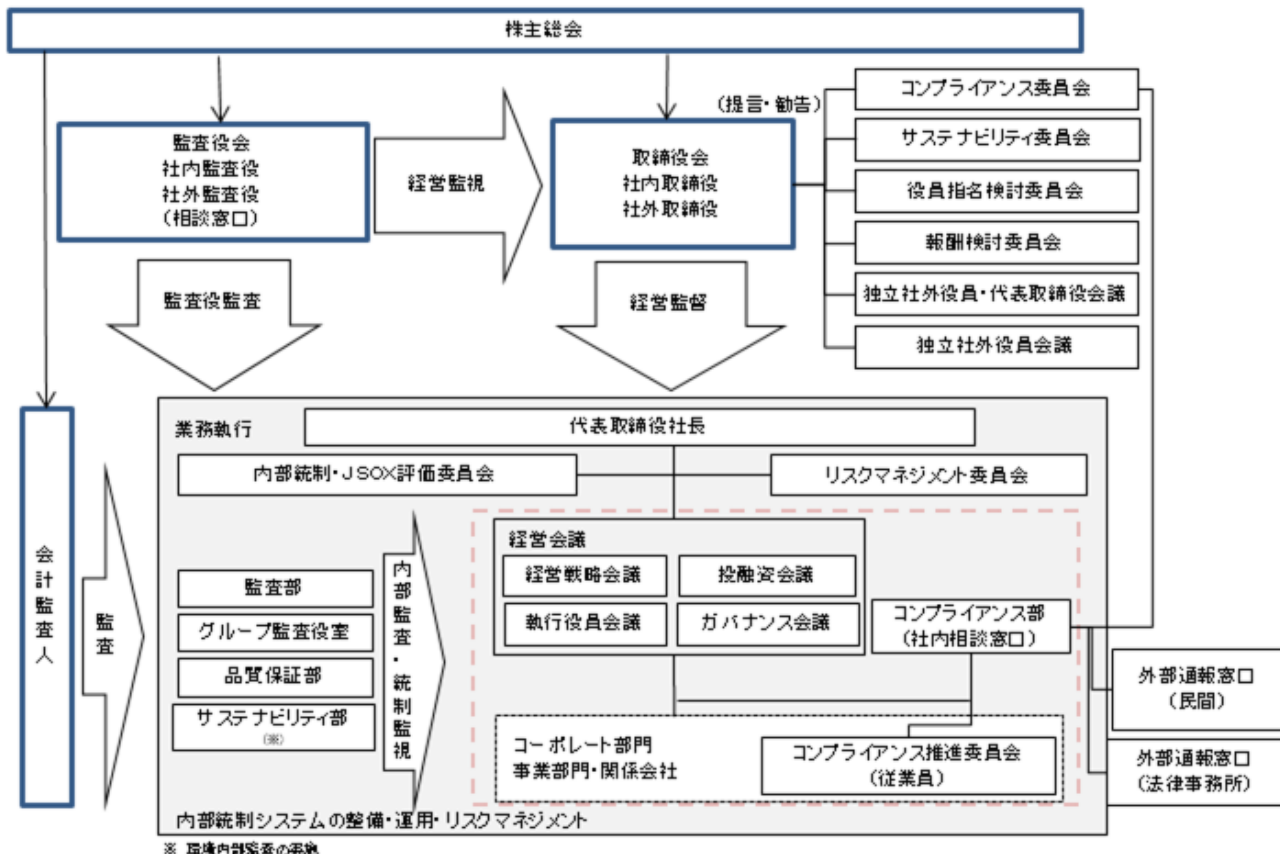 株主総会
(提言・勧告)
コンプライアンス委員会
サステナビリティ委員会
役員指名検討委員会
報酬検討委員会
独立社外役員・代表取締役会議
独立社外役員会議
監査役会
社内監査役
社外監査役
(相談窓口)
経営監視
取締役会
社内取締役
社外取締役
監査役監査
経営監督
会計監査人
監査
業務執行
代表取締役社長
内部統制・JSOX評価委員会
リスクマネジメント委員会
監査部
グループ監査役室
品質保証部
サステナビリティ部
(※)
内部監査・統制監視
経営会議
経営戦略会議
投融資会議
執行役員会議
ガバナンス会議
コンプライアンス部
(社内相談窓口)
コーポレート部門
事業部門・関係会社
コンプライアンス推進委員会
(従業員)
外部通報窓口
(民間)
外部通報窓口
(法律事務所)
内部統制システムの整備・運用・リスクマネジメント
※ 環境内部監査の実施